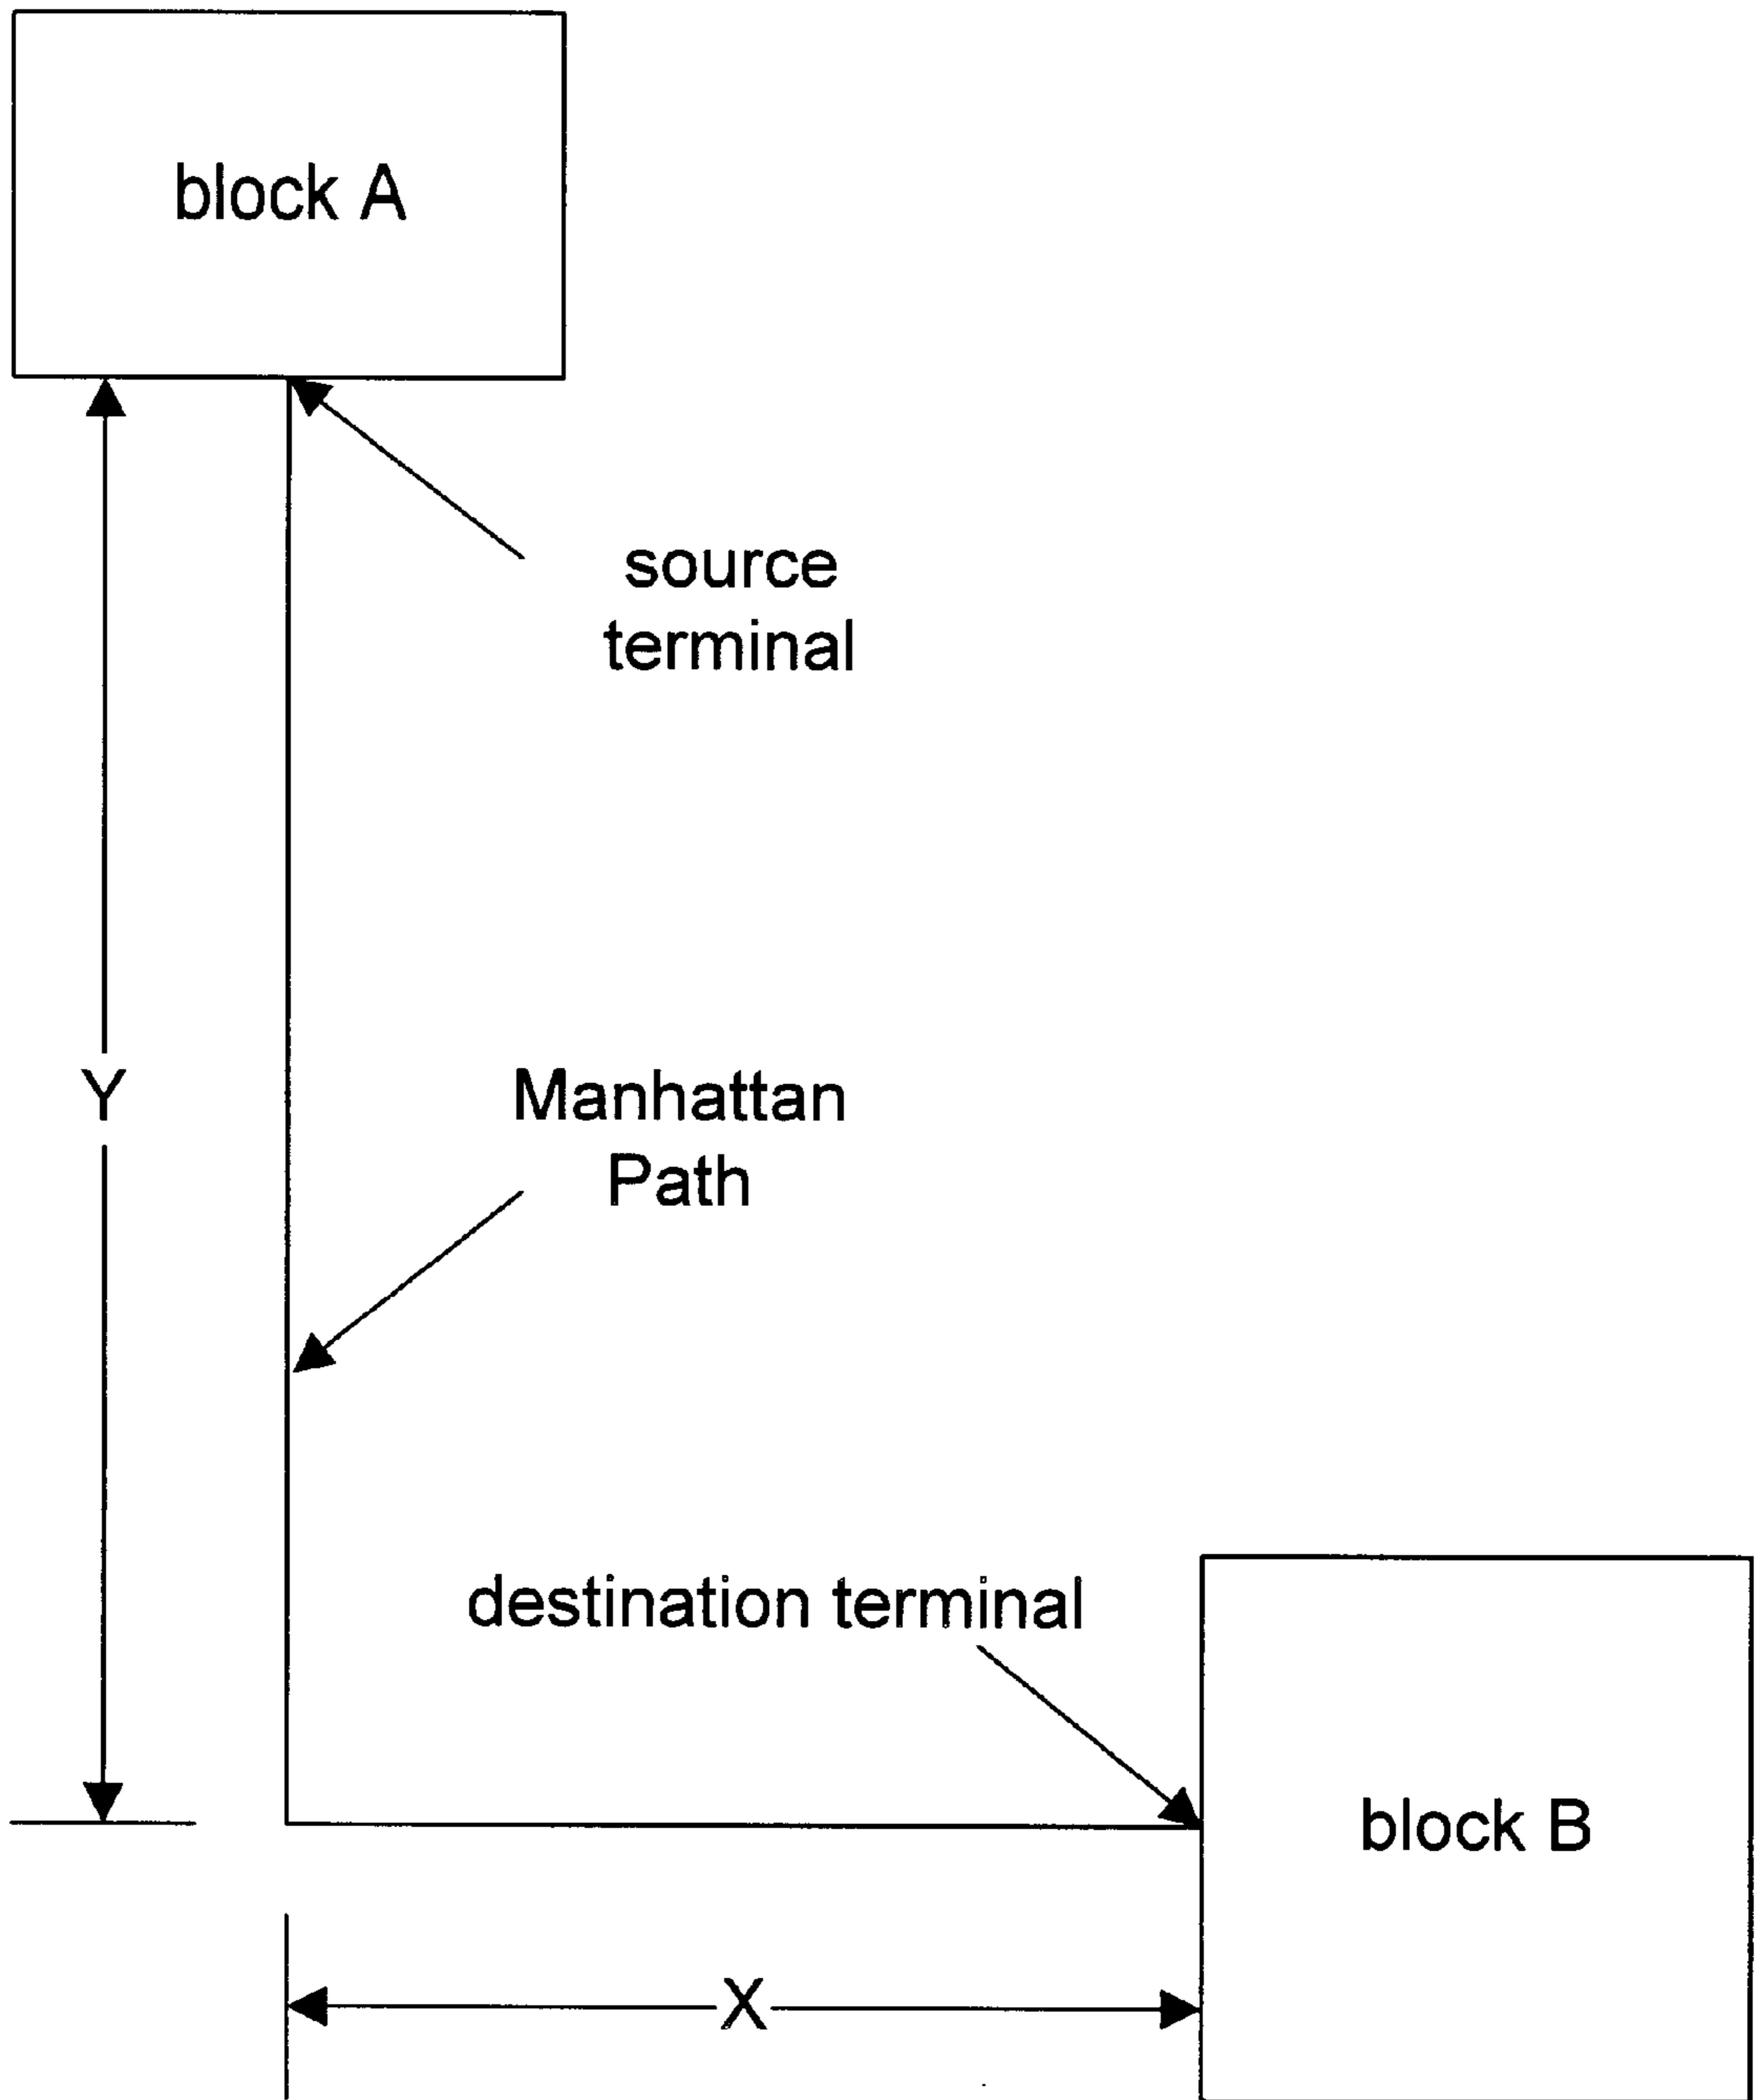 block A
source
terminal
Y
Manhattan
Path
destination terminal
block B
X